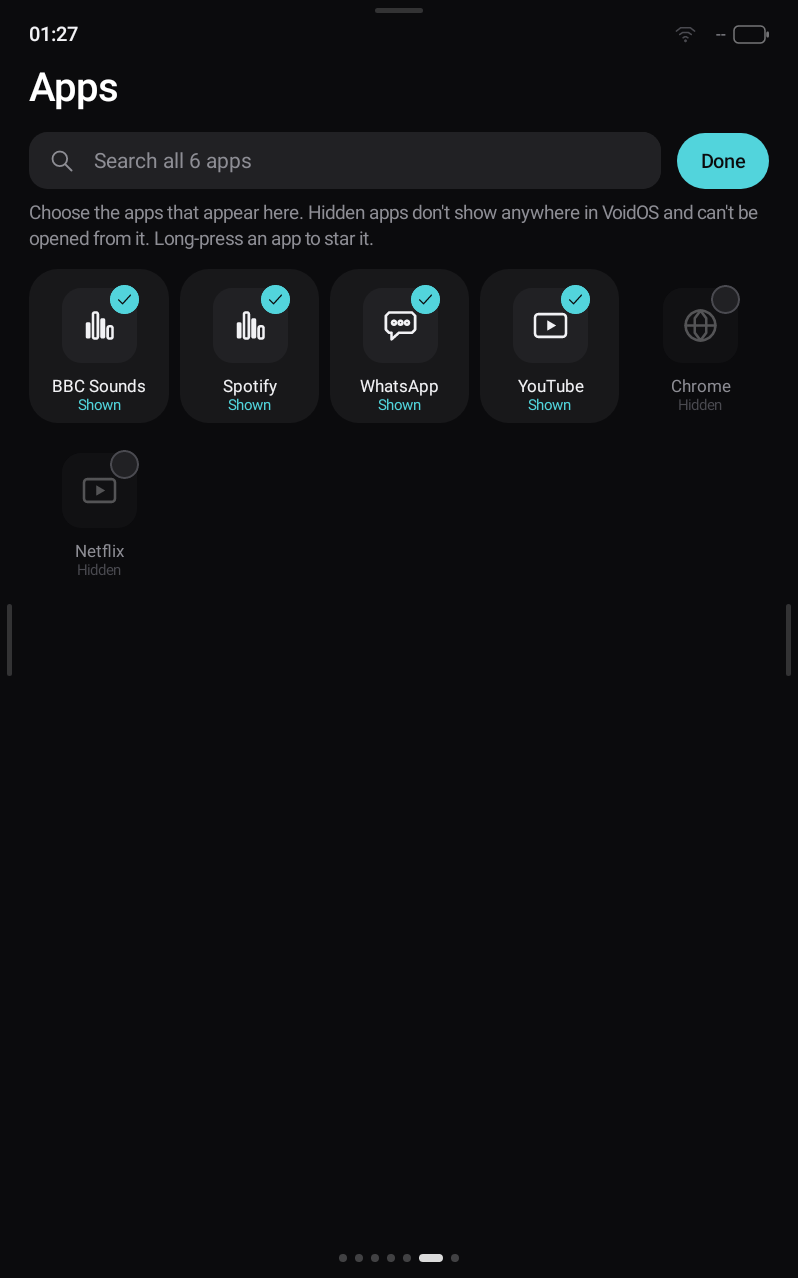 01:27
--
Apps
Search all 6 apps
Done
Choose the apps that appear here. Hidden apps don't show anywhere in VoidOS and can't be
opened from it. Long-press an app to star it.
BBC Sounds
Shown
Spotify
Shown
WhatsApp
Shown
YouTube
Shown
Chrome
Hidden
Netflix
Hidden